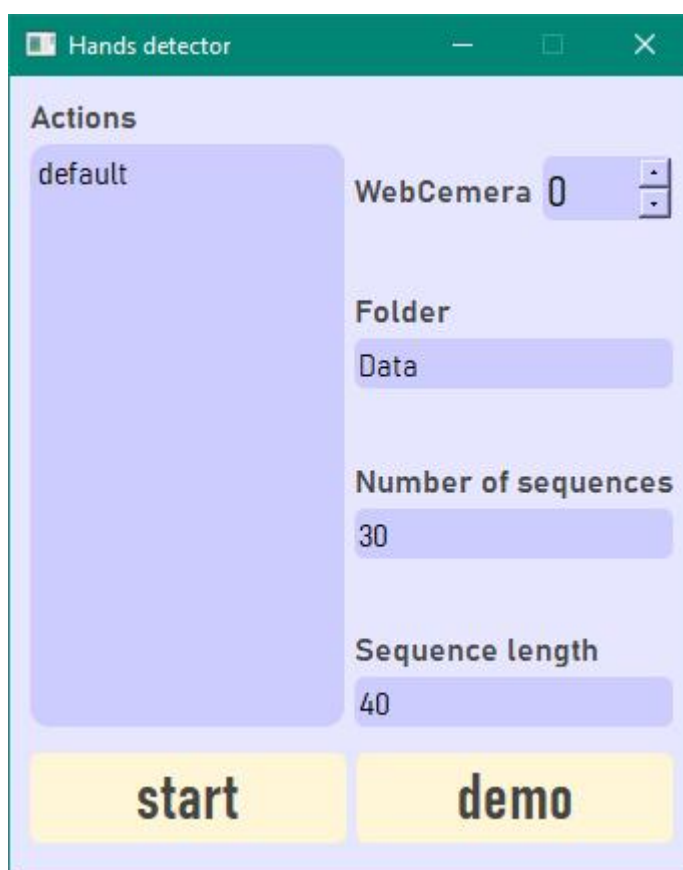 Hands detector
Actions
default
WebCemera 0
Folder
Data
Number of sequences
30
Sequence length
40
start
demo